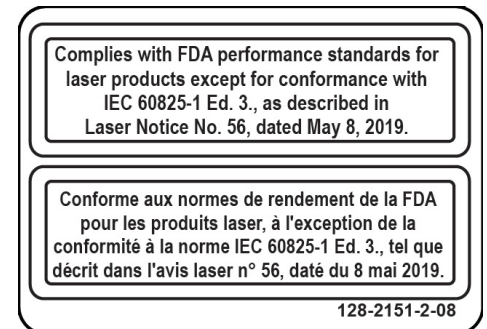 Complies with FDA performance standards for
laser products except for conformance with
IEC 60825-1 Ed. 3., as described in
Laser Notice No. 56, dated May 8, 2019.
Conforme aux normes de rendement de la FDA
pour les produits laser, à l'exception de la
conformité à la norme IEC 60825-1 Ed. 3., tel que
décrit dans l'avis laser n° 56, daté du 8 mai 2019.
128-2151-2-08